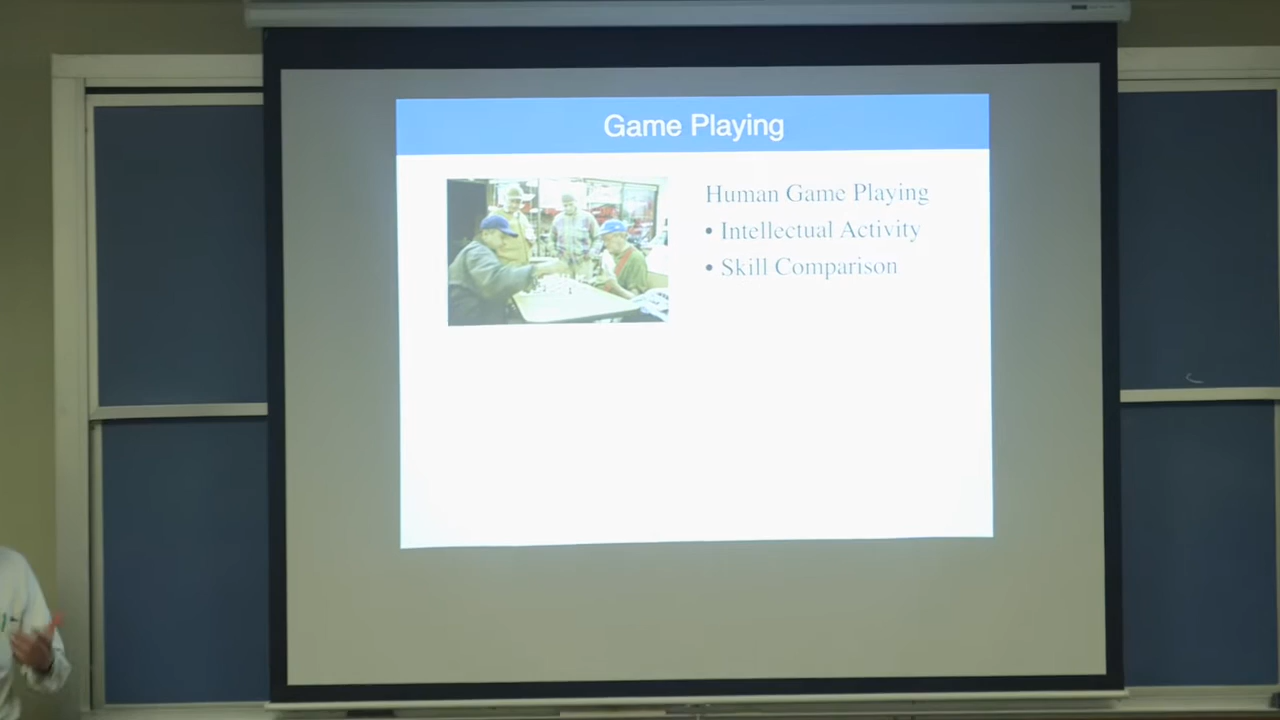 Game Playing
Human Game Playing
• Intellectual Activity
• Skill Comparison